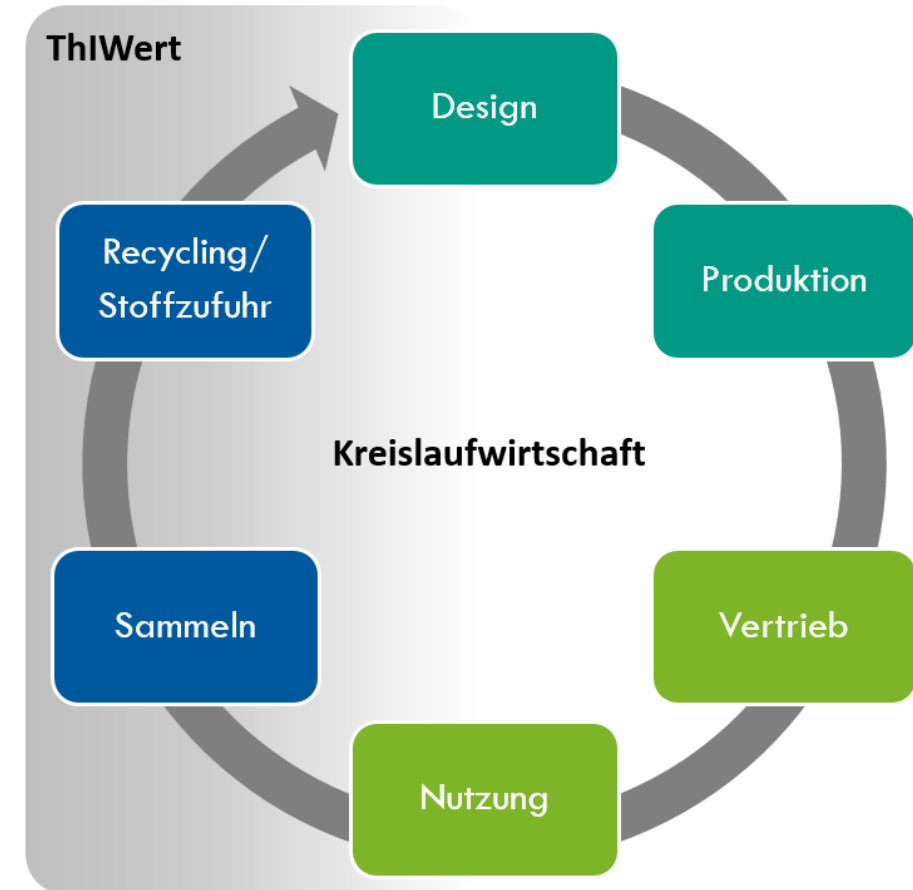 ThIWert
Design
Recycling/
Stoffzufuhr
Produktion
Kreislaufwirtschaft
Sammeln
Vertrieb
Nutzung